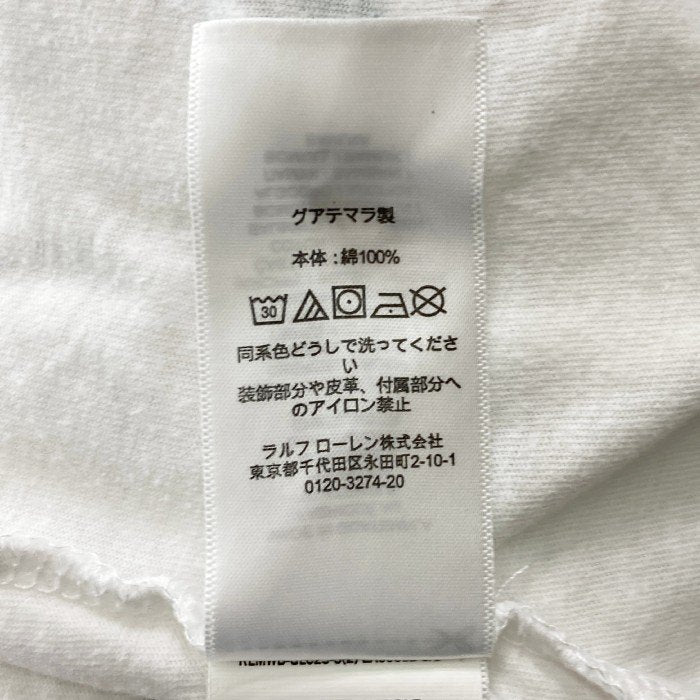 グアテマラ製
本体 : 綿100%
30
同系色どうしで洗ってくださ
い
装飾部分や皮革、付属部分へ
のアイロン禁止
ラルフ ローレン株式会社
東京都千代田区永田町2-10-1
0120-3274-20